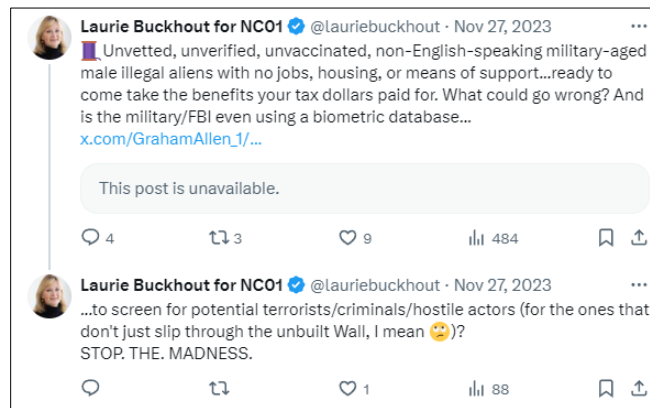 Laurie Buckhout for NC01 @lauriebuckhout · Nov 27, 2023
🧵Unvetted, unverified, unvaccinated, non-English-speaking military-aged
male illegal aliens with no jobs, housing, or means of support...ready to
come take the benefits your tax dollars paid for. What could go wrong? And
is the military/FBI even using a biometric database...
x.com/GrahamAllen_1/...
This post is unavailable.
4 3 9 484
Laurie Buckhout for NC01 @lauriebuckhout · Nov 27, 2023
...to screen for potential terrorists/criminals/hostile actors (for the ones that
don't just slip through the unbuilt Wall, I mean 🙄)?
STOP. THE. MADNESS.
1 88